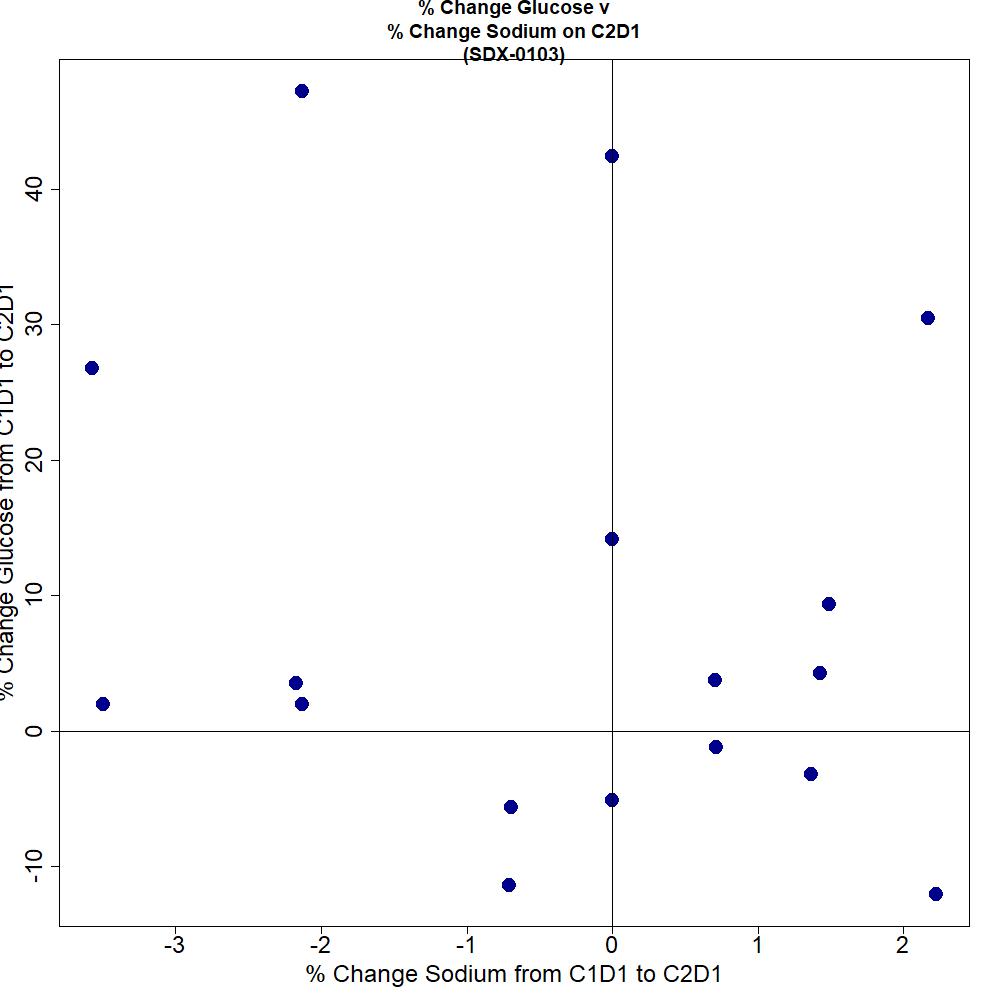 % Change Glucose v
% Change Sodium on C2D1
(SDX-0103)
% Change Glucose from C1D1 to C2D1
40
30
20
10
0
-10
-3
-2
-1
0
1
2
% Change Sodium from C1D1 to C2D1